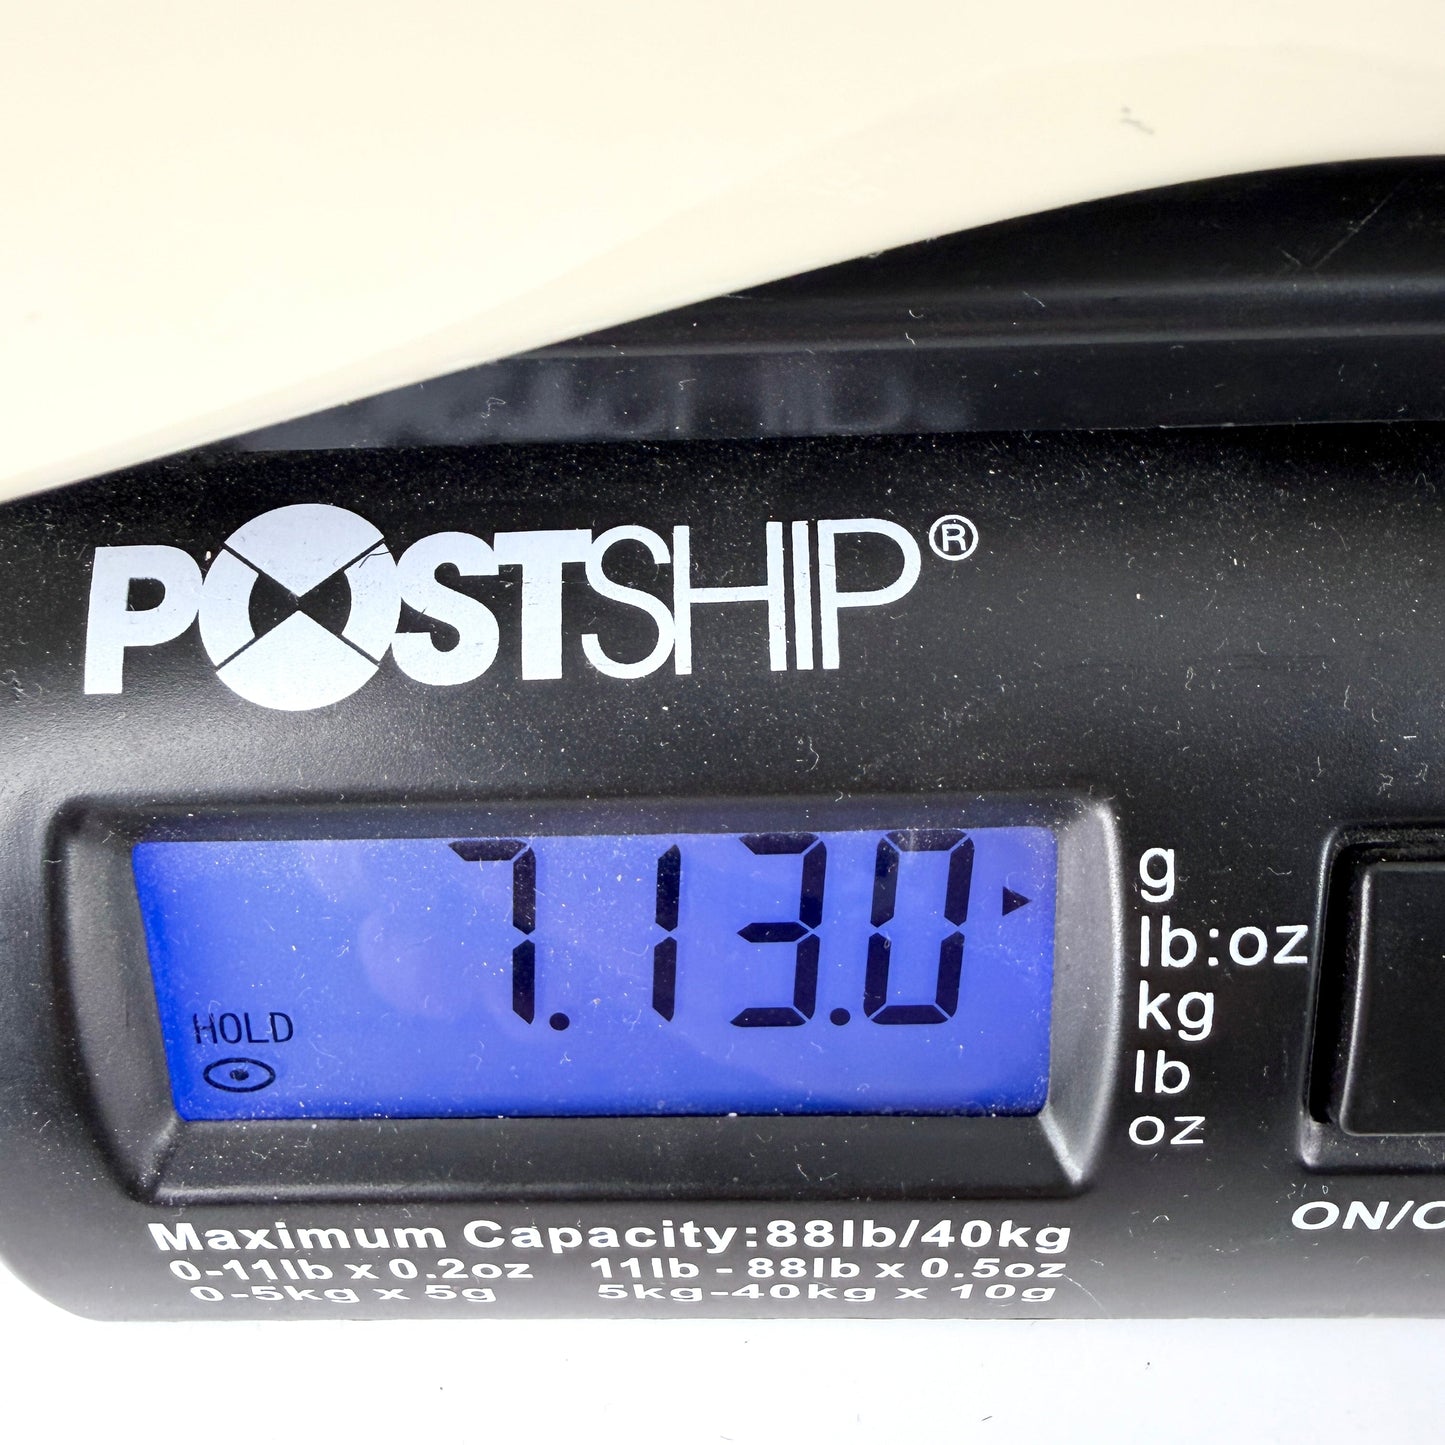 POSTSHIP®
7.13.0
HOLD
g
lb:oz
kg
lb
oz
Maximum Capacity:88lb/40kg
0-11lb x 0.2oz 11lb - 88lb x 0.5oz
0-5kg x 5g 5kg-40kg x 10g
ON/